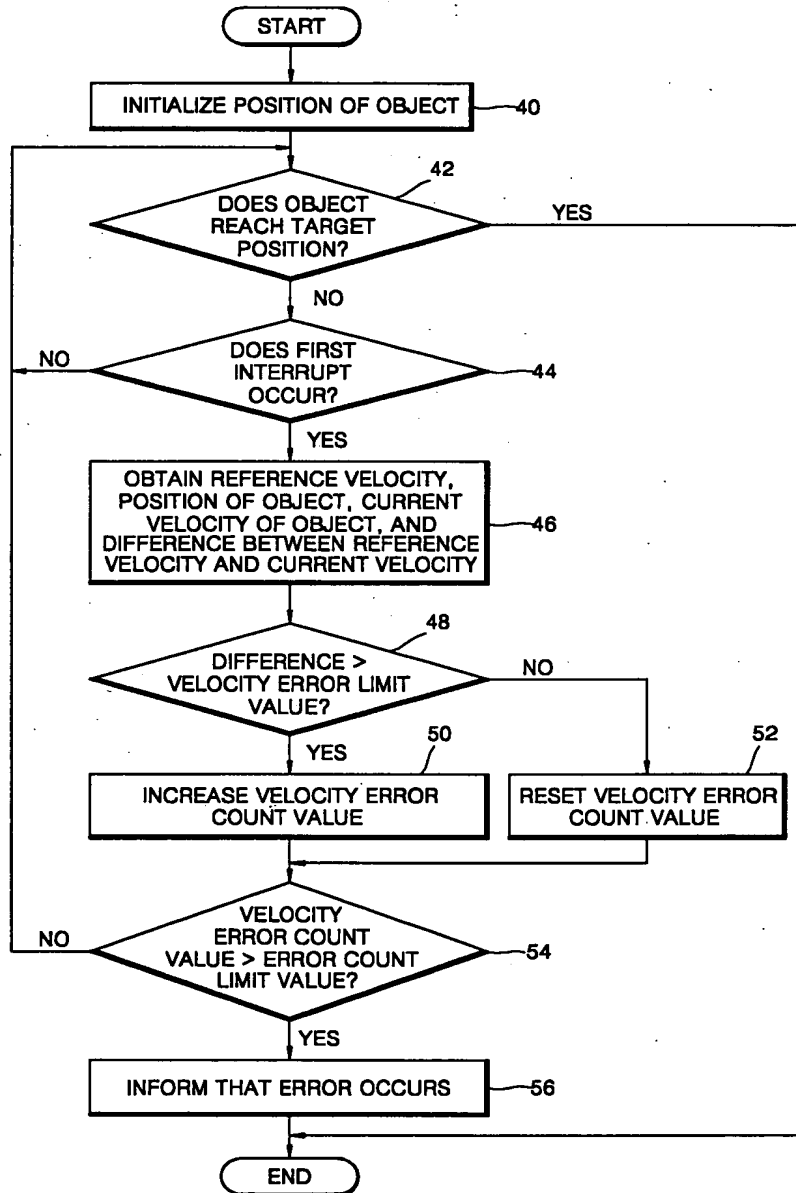 START
INITIALIZE POSITION OF OBJECT
40
42
DOES OBJECT
REACH TARGET
POSITION?
YES
NO
DOES FIRST
INTERRUPT
OCCUR?
NO
44
YES
OBTAIN REFERENCE VELOCITY,
POSITION OF OBJECT, CURRENT
VELOCITY OF OBJECT, AND
DIFFERENCE BETWEEN REFERENCE
VELOCITY AND CURRENT VELOCITY
46
48
DIFFERENCE >
VELOCITY ERROR LIMIT
VALUE?
NO
YES
50
52
INCREASE VELOCITY ERROR
COUNT VALUE
RESET VELOCITY ERROR
COUNT VALUE
VELOCITY
ERROR COUNT
VALUE > ERROR COUNT
LIMIT VALUE?
NO
54
YES
INFORM THAT ERROR OCCURS
56
END